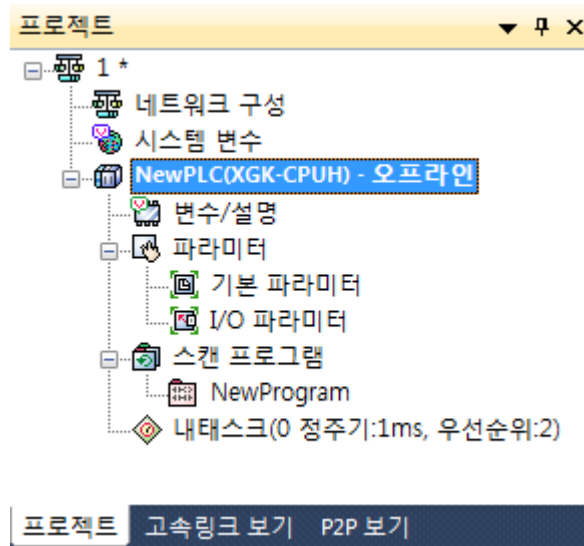 프로젝트
1 *
네트워크 구성
시스템 변수
NewPLC(XGK-CPUH) - 오프라인
변수/설명
파라미터
기본 파라미터
I/O 파라미터
스캔 프로그램
NewProgram
내태스크(0 정주기:1ms, 우선순위:2)
프로젝트 고속링크 보기 P2P 보기